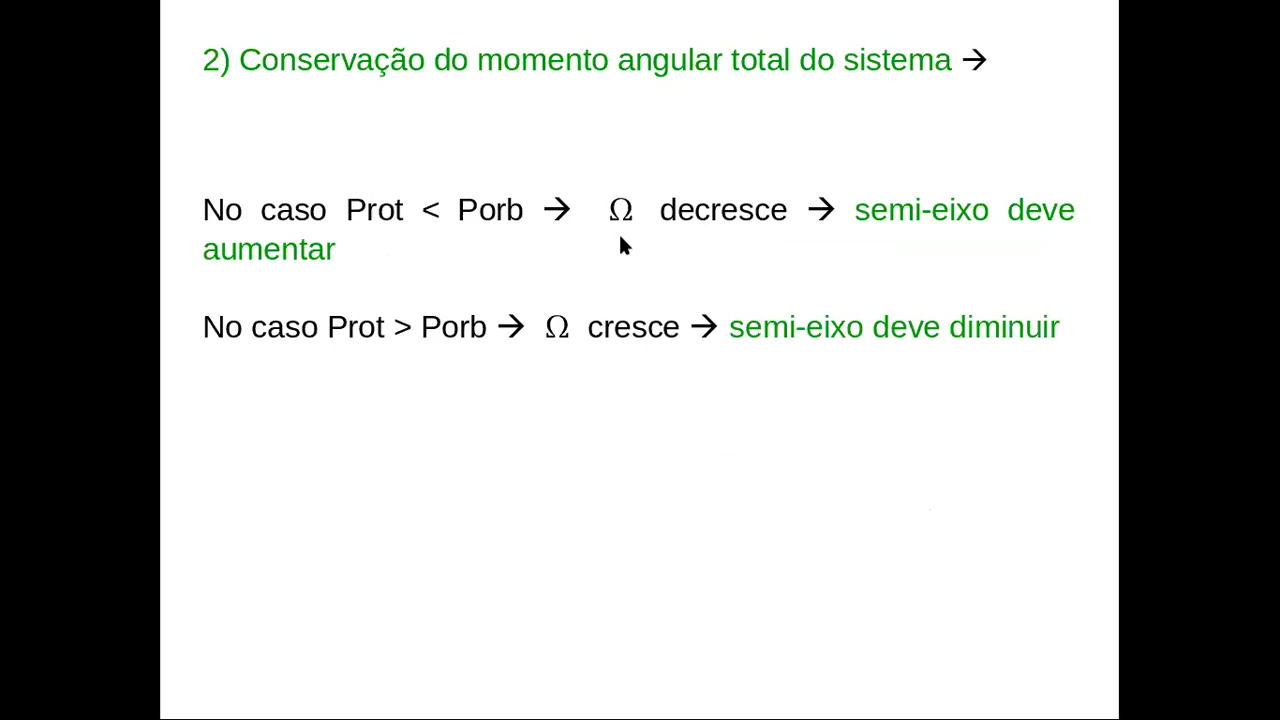 2) Conservação do momento angular total do sistema →
No caso Prot < Porb → Ω decresce → semi-eixo deve
aumentar
No caso Prot > Porb → Ω cresce → semi-eixo deve diminuir